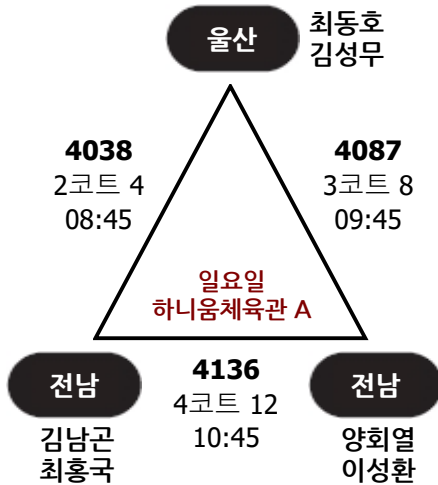 울산
최동호
김성무
4038
2코트 4
08:45
4087
3코트 8
09:45
일요일
하니움체육관 A
전남
김남곤
최홍국
4136
4코트 12
10:45
전남
양회열
이성환